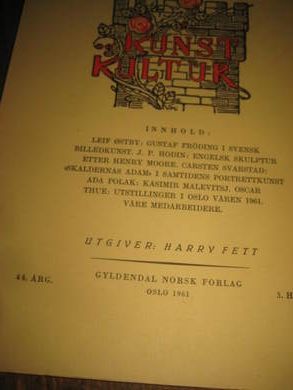 KUNST
KULTUR
INNHOLD:
LEIF ØSTBY: GUSTAF FRÖDING I SVENSK
BILLEDKUNST. J. P. HODIN: ENGELSK SKULPTUR
ETTER HENRY MOORE. CARSTEN SVARSTAD:
«SKALDERNAS ADAM» I SAMTIDENS PORTRETTKUNST
ADA POLAK: KASIMIR MALEVITSJ. OSCAR
THUE: UTSTILLINGER I OSLO VÅREN 1961.
VÅRE MEDARBEIDERE.
UTGIVER: HARRY FETT
44. ÅRG. GYLDENDAL NORSK FORLAG 3. H
OSLO 1961